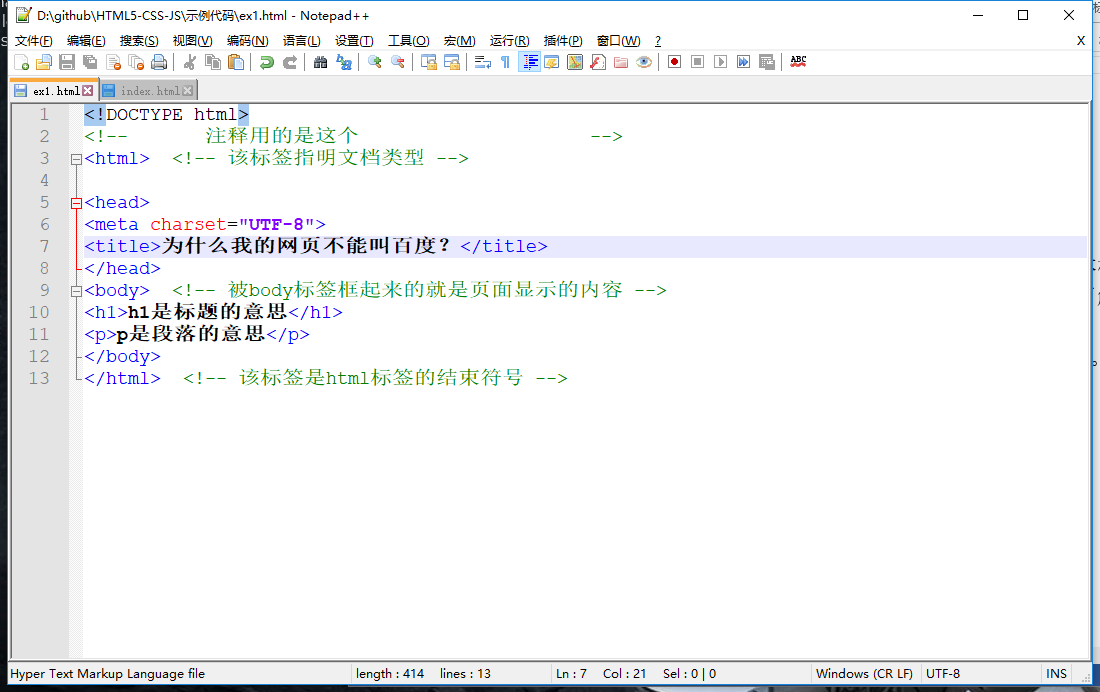 D:\github\HTML5-CSS-JS\示例代码\ex1.html - Notepad++
文件(F) 编辑(E) 搜索(S) 视图(V) 编码(N) 语言(L) 设置(T) 工具(O) 宏(M) 运行(R) 插件(P) 窗口(W) ? X
ABC
ex1.html index.html
1 <!DOCTYPE html>
2 <!-- 注释用的是这个 -->
3 <html> <!-- 该标签指明文档类型 -->
4
5 <head>
6 <meta charset="UTF-8">
7 <title>为什么我的网页不能叫百度？</title>
8 </head>
9 <body> <!-- 被body标签框起来的就是页面显示的内容 -->
10 <h1>h1是标题的意思</h1>
11 <p>p是段落的意思</p>
12 </body>
13 </html> <!-- 该标签是html标签的结束符号 -->
Hyper Text Markup Language file length : 414 lines : 13 Ln : 7 Col : 21 Sel : 0 | 0 Windows (CR LF) UTF-8 INS